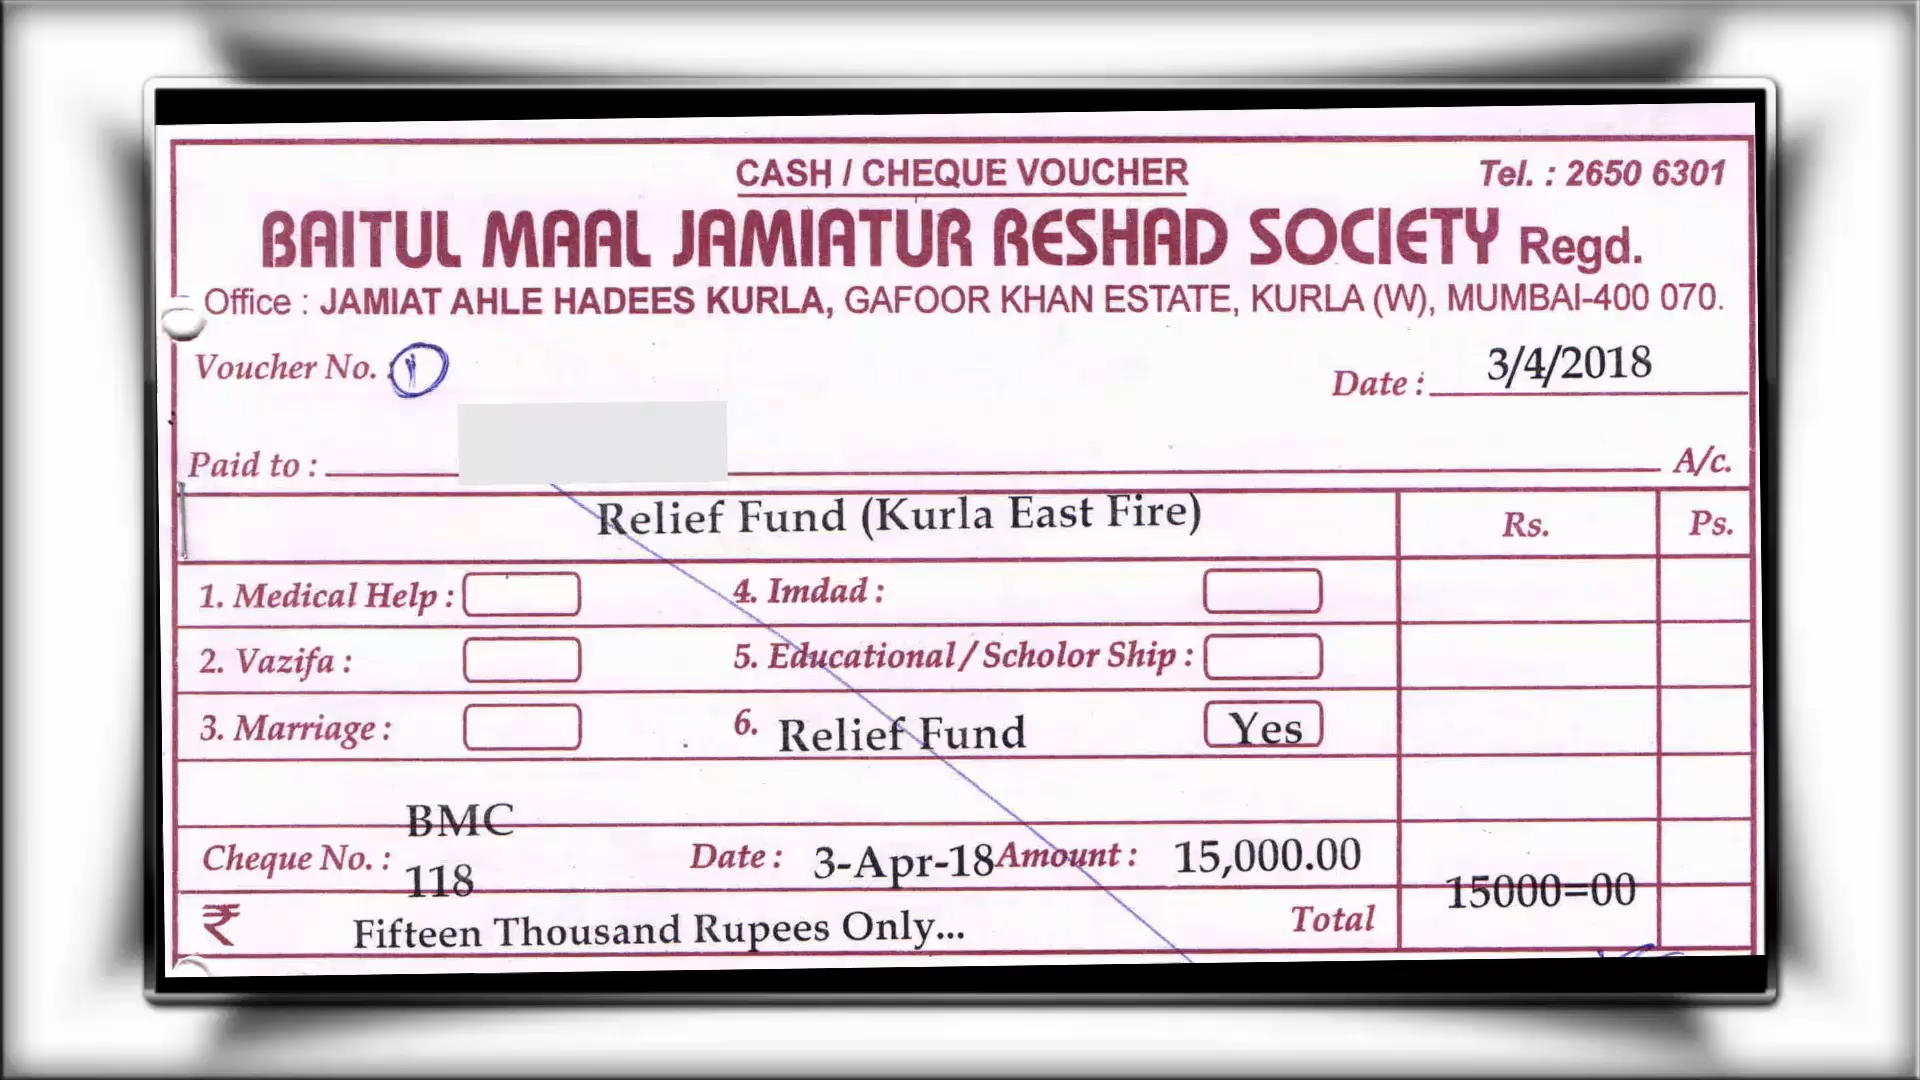 CASH / CHEQUE VOUCHER
Tel. : 2650 6301
BAITUL MAAL JAMIATUR RESHAD SOCIETY Regd.
Office : JAMIAT AHLE HADEES KURLA, GAFOOR KHAN ESTATE, KURLA (W), MUMBAI-400 070.
Voucher No. :
Date : 3/4/2018
Paid to : A/c.
Relief Fund (Kurla East Fire) Rs. Ps.
1. Medical Help : 4. Imdad :
2. Vazifa : 5. Educational / Scholor Ship :
3. Marriage : 6. Relief Fund Yes
BMC
Cheque No. : 118 Date : 3-Apr-18 Amount : 15,000.00
₹ Fifteen Thousand Rupees Only... Total 15000=00